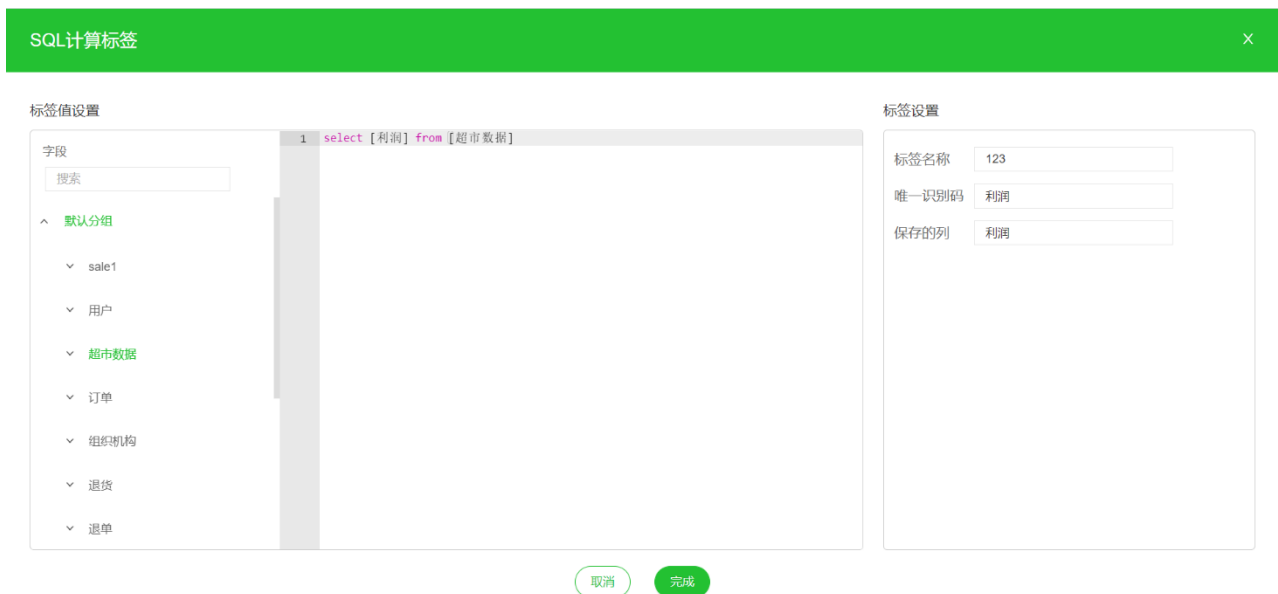 SQL计算标签
X
标签值设置
字段
搜索
默认分组
sale1
用户
超市数据
订单
组织机构
退货
退单
1 select [利润] from [超市数据]
标签设置
标签名称 123
唯一识别码 利润
保存的列 利润
取消 完成